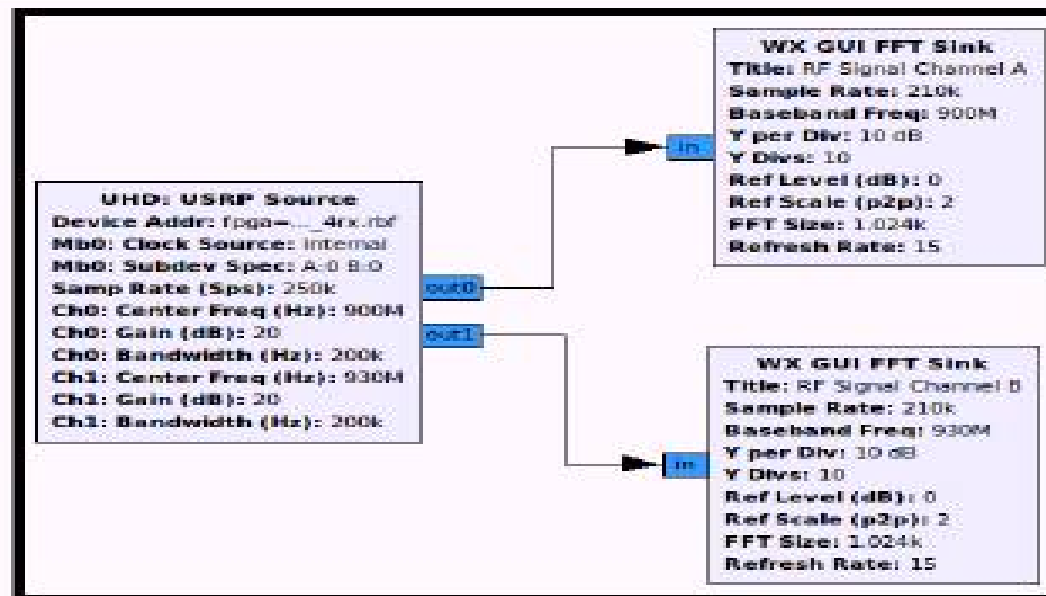 WX GUI FFT Sink
Title: RF Signal Channel A
Sample Rate: 210k
Baseband Freq: 900M
Y per Div: 10 dB
Y Divs: 10
Ref Level (dB): 0
Ref Scale (p2p): 2
FFT Size: 1.024k
Refresh Rate: 15
in
UHD: USRP Source
Device Addr: fpga=..._4rx.rbf
Mb0: Clock Source: Internal
Mb0: Subdev Spec: A:0 B:0
Samp Rate (Sps): 250k
Ch0: Center Freq (Hz): 900M
Ch0: Gain (dB): 20
Ch0: Bandwidth (Hz): 200k
Ch1: Center Freq (Hz): 930M
Ch1: Gain (dB): 20
Ch1: Bandwidth (Hz): 200k
out0
out1
WX GUI FFT Sink
Title: RF Signal Channel B
Sample Rate: 210k
Baseband Freq: 930M
Y per Div: 10 dB
Y Divs: 10
Ref Level (dB): 0
Ref Scale (p2p): 2
FFT Size: 1.024k
Refresh Rate: 15
in